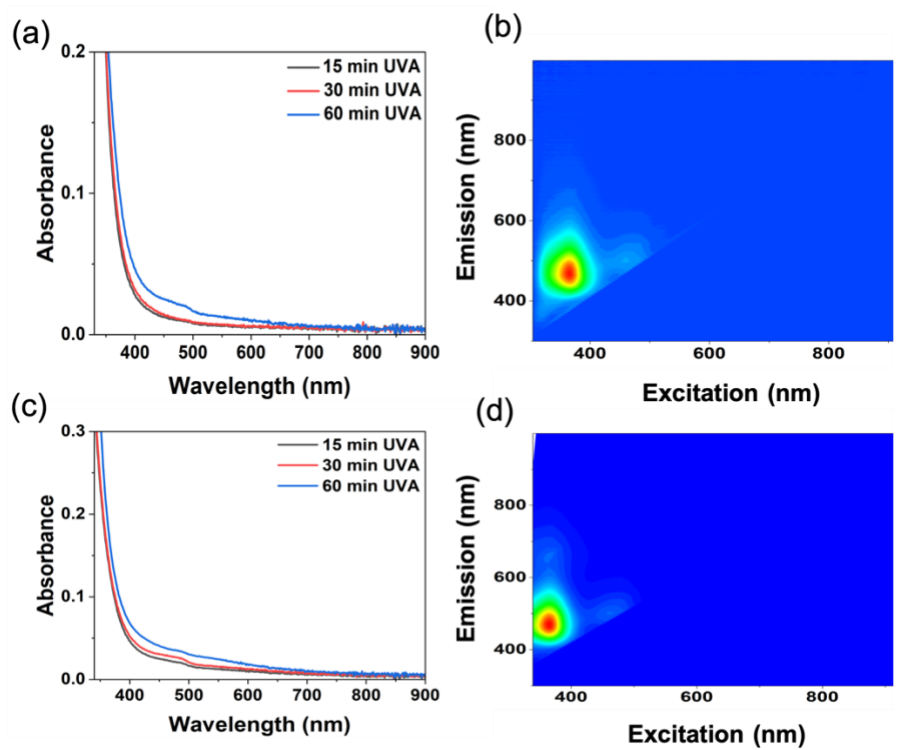 (a)
0.2
0.1
0.0
Absorbance
15 min UVA
30 min UVA
60 min UVA
400 500 600 700 800 900
Wavelength (nm)
(b)
800
600
400
Emission (nm)
400 600 800
Excitation (nm)
(c)
0.3
0.2
0.1
0.0
Absorbance
15 min UVA
30 min UVA
60 min UVA
400 500 600 700 800 900
Wavelength (nm)
(d)
800
600
400
Emission (nm)
400 600 800
Excitation (nm)